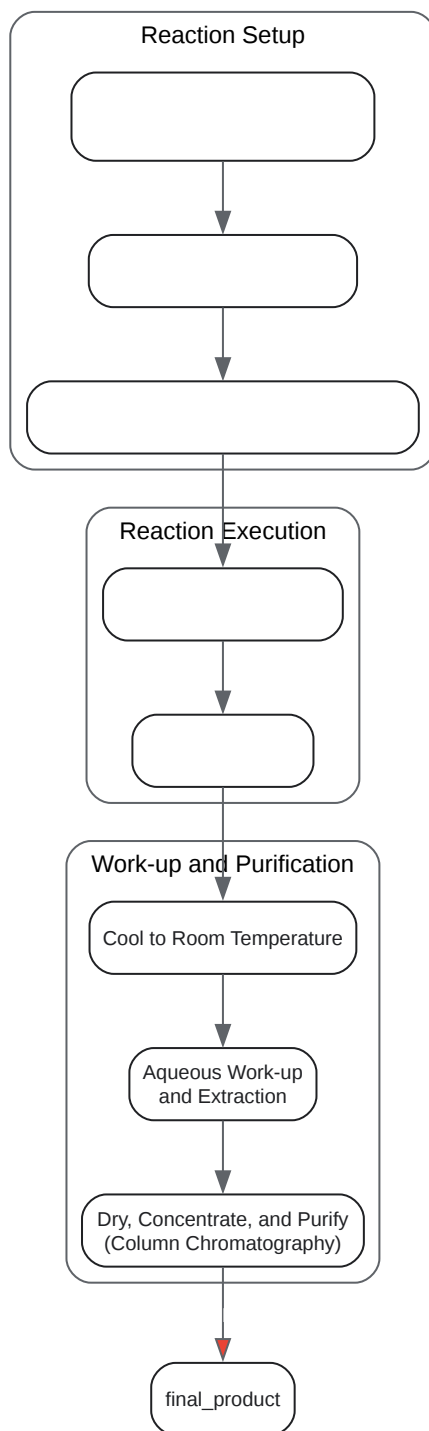 Reaction Setup
Reaction Execution
Work-up and Purification
Cool to Room Temperature
Aqueous Work-up
and Extraction
Dry, Concentrate, and Purify
(Column Chromatography)
final_product